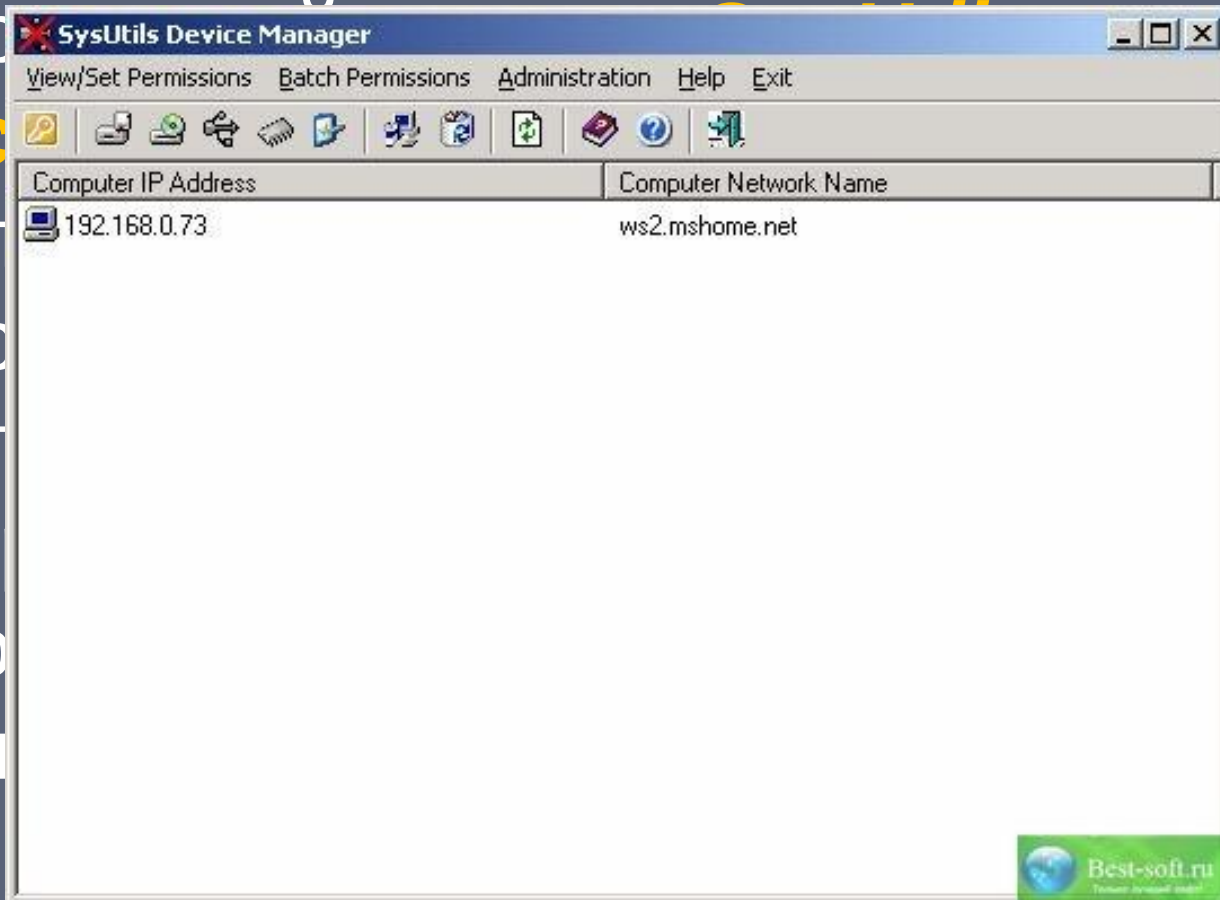 SysUtils Device Manager
View/Set Permissions Batch Permissions Administration Help Exit
Computer IP Address Computer Network Name
192.168.0.73 ws2.mshome.net
Best-soft.ru